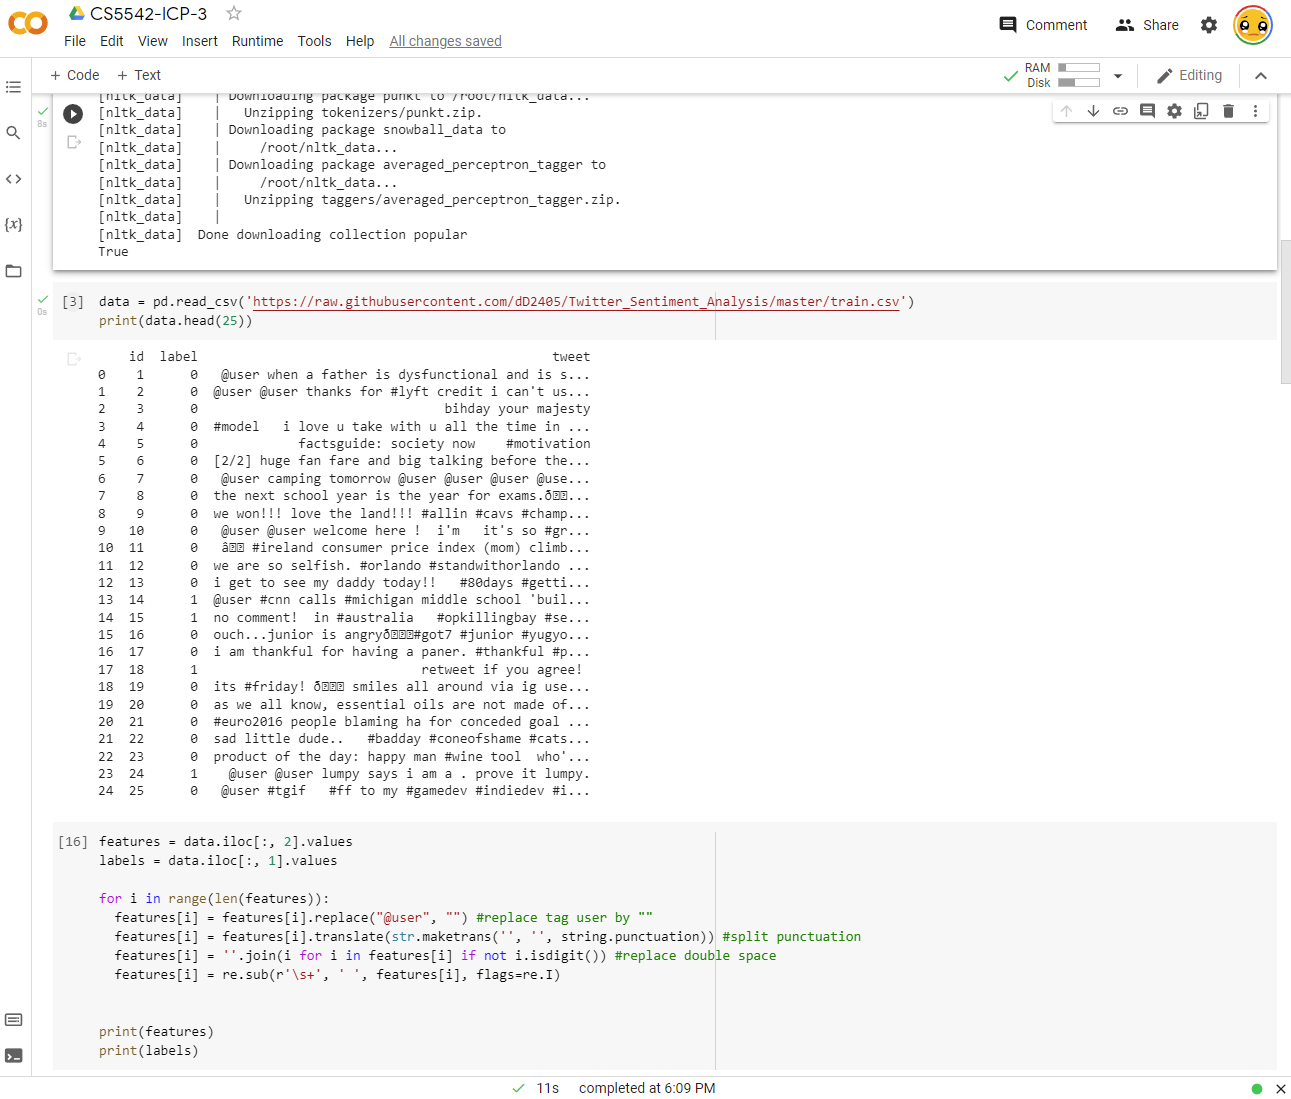 CS5542-ICP-3
Comment
Share
File Edit View Insert Runtime Tools Help All changes saved
+ Code + Text
RAM
Disk
Editing
[nltk_data]    | Downloading package punkt to /root/nltk_data...
8s
[nltk_data]    |   Unzipping tokenizers/punkt.zip.
[nltk_data]    | Downloading package snowball_data to
[nltk_data]    |     /root/nltk_data...
[nltk_data]    | Downloading package averaged_perceptron_tagger to
[nltk_data]    |     /root/nltk_data...
[nltk_data]    |   Unzipping taggers/averaged_perceptron_tagger.zip.
[nltk_data]    |
[nltk_data]  Done downloading collection popular
True
0s
[3] data = pd.read_csv('https://raw.githubusercontent.com/dD2405/Twitter_Sentiment_Analysis/master/train.csv')
print(data.head(25))
id label tweet
0 1 0 @user when a father is dysfunctional and is s...
1 2 0 @user @user thanks for #lyft credit i can't us...
2 3 0 bihday your majesty
3 4 0 #model   i love u take with u all the time in ...
4 5 0 factsguide: society now    #motivation
5 6 0 [2/2] huge fan fare and big talking before the...
6 7 0 @user camping tomorrow @user @user @user @use...
7 8 0 the next school year is the year for exams.ð...
8 9 0 we won!!! love the land!!! #allin #cavs #champ...
9 10 0 @user @user welcome here !  i'm   it's so #gr...
10 11 0 â #ireland consumer price index (mom) climb...
11 12 0 we are so selfish. #orlando #standwithorlando ...
12 13 0 i get to see my daddy today!!   #80days #getti...
13 14 1 @user #cnn calls #michigan middle school 'buil...
14 15 1 no comment!  in #australia   #opkillingbay #se...
15 16 0 ouch...junior is angryð#got7 #junior #yugyo...
16 17 0 i am thankful for having a paner. #thankful #p...
17 18 1 retweet if you agree!
18 19 0 its #friday! ð smiles all around via ig use...
19 20 0 as we all know, essential oils are not made of...
20 21 0 #euro2016 people blaming ha for conceded goal ...
21 22 0 sad little dude..   #badday #coneofshame #cats...
22 23 0 product of the day: happy man #wine tool  who'...
23 24 1 @user @user lumpy says i am a . prove it lumpy.
24 25 0 @user #tgif   #ff to my #gamedev #indiedev #i...
[16] features = data.iloc[:, 2].values
labels = data.iloc[:, 1].values
for i in range(len(features)):
  features[i] = features[i].replace("@user", "") #replace tag user by ""
  features[i] = features[i].translate(str.maketrans('', '', string.punctuation)) #split punctuation
  features[i] = ''.join(i for i in features[i] if not i.isdigit()) #replace double space
  features[i] = re.sub(r'\s+', ' ', features[i], flags=re.I)
print(features)
print(labels)
11s completed at 6:09 PM